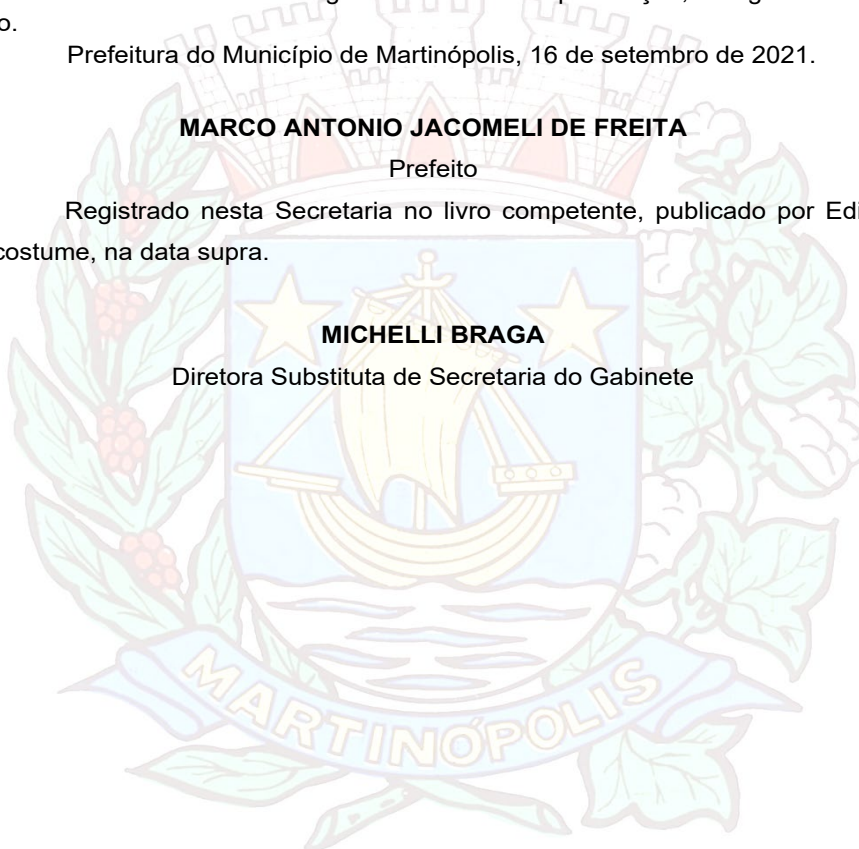 o.
Prefeitura do Município de Martinópolis, 16 de setembro de 2021.
MARCO ANTONIO JACOMELI DE FREITA
Prefeito
Registrado nesta Secretaria no livro competente, publicado por Edi
costume, na data supra.
MICHELLI BRAGA
Diretora Substituta de Secretaria do Gabinete
MARTINÓPOLIS